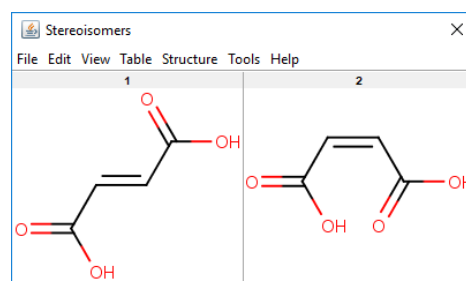 Stereoisomers
File Edit View Table Structure Tools Help
1 2
O
OH
O
OH
O
OH
O
OH